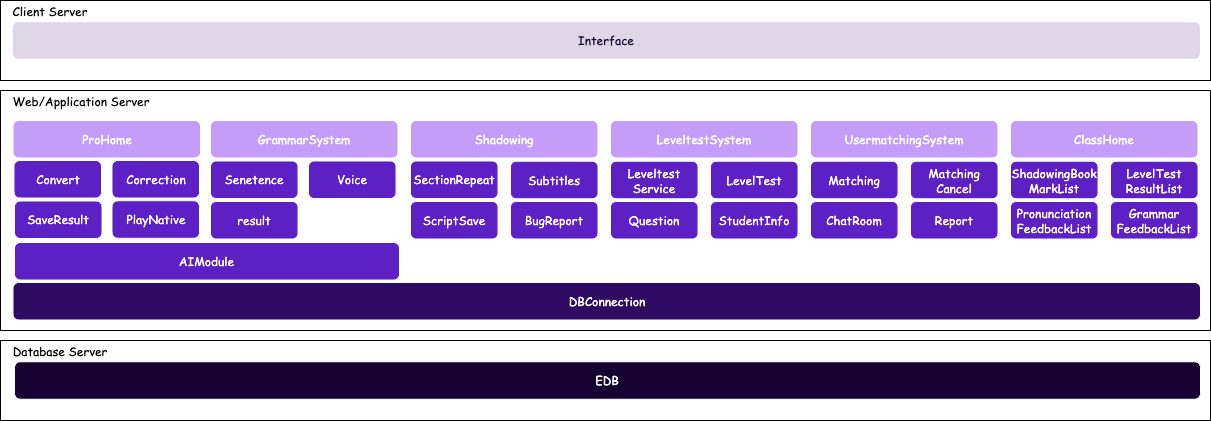 Client Server
Interface
Web/Application Server
ProHome
GrammarSystem
Shadowing
LeveltestSystem
UsermatchingSystem
ClassHome
Convert
Correction
Senetence
Voice
SectionRepeat
Subtitles
Leveltest
Service
LevelTest
Matching
Matching
Cancel
ShadowingBook
MarkList
LevelTest
ResultList
SaveResult
PlayNative
result
ScriptSave
BugReport
Question
StudentInfo
ChatRoom
Report
Pronunciation
FeedbackList
Grammar
FeedbackList
AIModule
DBConnection
Database Server
EDB